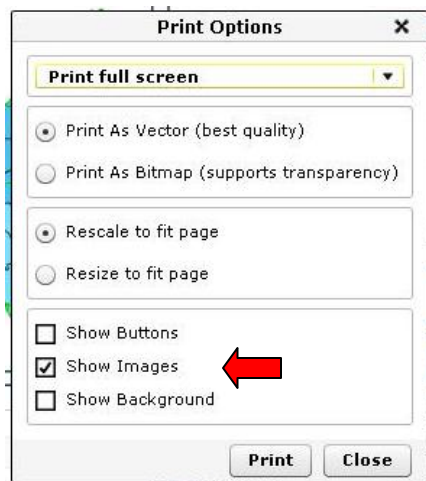 Print Options
Print full screen
Print As Vector (best quality)
Print As Bitmap (supports transparency)
Rescale to fit page
Resize to fit page
Show Buttons
Show Images
Show Background
Print Close